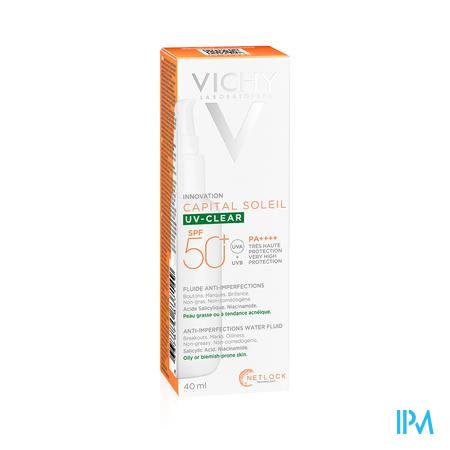 VICHY
LABORATOIRES
INNOVATION
CAPITAL SOLEIL
UV-CLEAR
SPF
50+
UVA
+
UVB
PA++++
TRÈS HAUTE
PROTECTION
VERY HIGH
PROTECTION
FLUIDE ANTI-IMPERFECTIONS
Boutons, Marques, Brillance.
Non-gras, Non-comédogène
Acide Salicylique, Niacinamide.
Peau grasse ou à tendance acnéique.
ANTI-IMPERFECTIONS WATER FLUID
Breakouts, Marks, Oiliness.
Non-greasy, Non-comedogenic.
Salicylic Acid, Niacinamide.
Oily or blemish-prone skin.
40 ml
NETLOCK
IPM